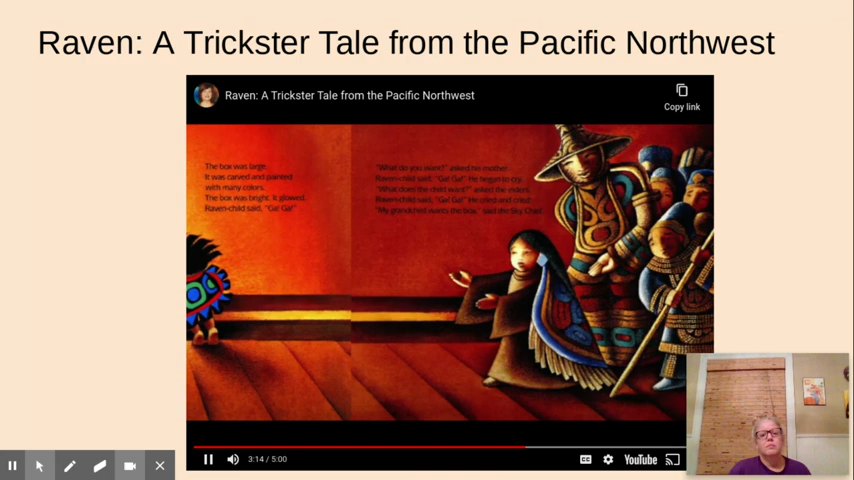 Raven: A Trickster Tale from the Pacific Northwest
Raven: A Trickster Tale from the Pacific Northwest
Copy link
The box was large.
It was carved and painted
with many colors.
The box was bright. It glowed.
Raven-child said, "Ga! Ga!"
"What do you want?" asked his mother.
Raven-child said, "Ga! Ga!" He began to cry.
"What does the child want?" asked the elders.
Raven-child said, "Ga! Ga!" He cried and cried.
"My grandchild wants the box," said the Sky Chief.
3:14 / 5:00
CC
YouTube